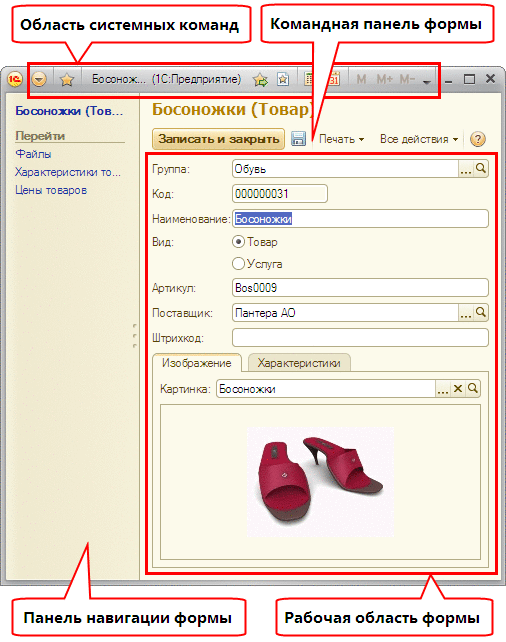 Область системных команд
Командная панель формы
1С Босонож... (1С:Предприятие) 31 M M+ M-
Босоножки (Тов...
Босоножки (Товар)
Перейти
Записать и закрыть Печать Все действия ?
Файлы
Характеристики то...
Цены товаров
Группа: Обувь ...
Код: 000000031
Наименование: Босоножки
Вид: Товар
Услуга
Артикул: Bos0009
Поставщик: Пантера АО ...
Штрихкод:
Изображение Характеристики
Картинка: Босоножки ...
Панель навигации формы
Рабочая область формы